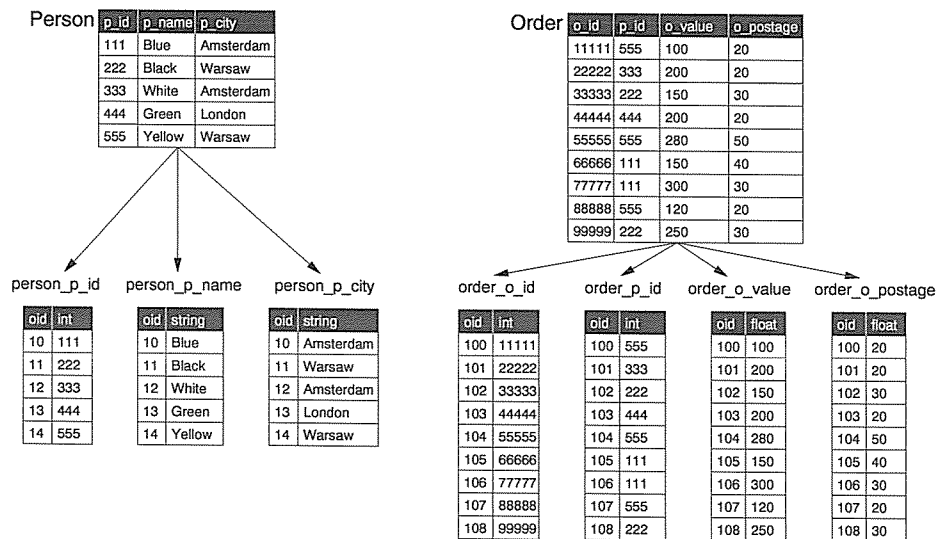 Person
p_id p_name p_city
111 Blue Amsterdam
222 Black Warsaw
333 White Amsterdam
444 Green London
555 Yellow Warsaw
Order
o_id p_id o_value o_postage
11111 555 100 20
22222 333 200 20
33333 222 150 30
44444 444 200 20
55555 555 280 50
66666 111 150 40
77777 111 300 30
88888 555 120 20
99999 222 250 30
person_p_id
oid int
10 111
11 222
12 333
13 444
14 555
person_p_name
oid string
10 Blue
11 Black
12 White
13 Green
14 Yellow
person_p_city
oid string
10 Amsterdam
11 Warsaw
12 Amsterdam
13 London
14 Warsaw
order_o_id
oid int
100 11111
101 22222
102 33333
103 44444
104 55555
105 66666
106 77777
107 88888
108 99999
order_p_id
oid int
100 555
101 333
102 222
103 444
104 555
105 111
106 111
107 555
108 222
order_o_value
oid float
100 100
101 200
102 150
103 200
104 280
105 150
106 300
107 120
108 250
order_o_postage
oid float
100 20
101 20
102 30
103 20
104 50
105 40
106 30
107 20
108 30